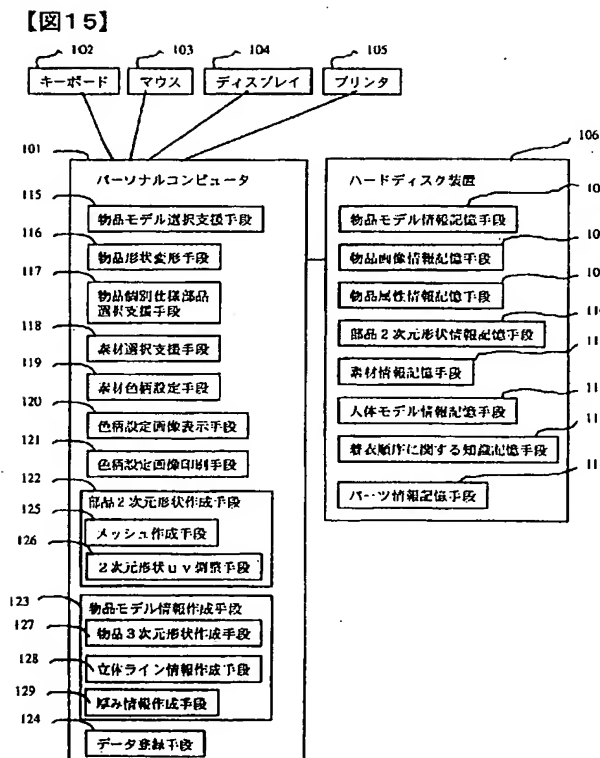 【図15】
102 103 104 105
キーボード マウス ディスプレイ プリンタ
101
パーソナルコンピュータ
115
物品モデル選択支援手段
116
物品形状変形手段
117
物品個別仕様部品
選択支援手段
118
素材選択支援手段
119
素材色柄設定手段
120
色柄設定画像表示手段
121
色柄設定画像印刷手段
122
部品2次元形状作成手段
125
メッシュ作成手段
126
2次元形状uv調整手段
123
物品モデル情報作成手段
127
物品3次元形状作成手段
128
立体ライン情報作成手段
129
厚み情報作成手段
124
データ登録手段
106
ハードディスク装置
物品モデル情報記憶手段
物品画像情報記憶手段
物品属性情報記憶手段
部品2次元形状情報記憶手段
素材情報記憶手段
人体モデル情報記憶手段
着衣順序に関する知識記憶手段
パーツ情報記憶手段